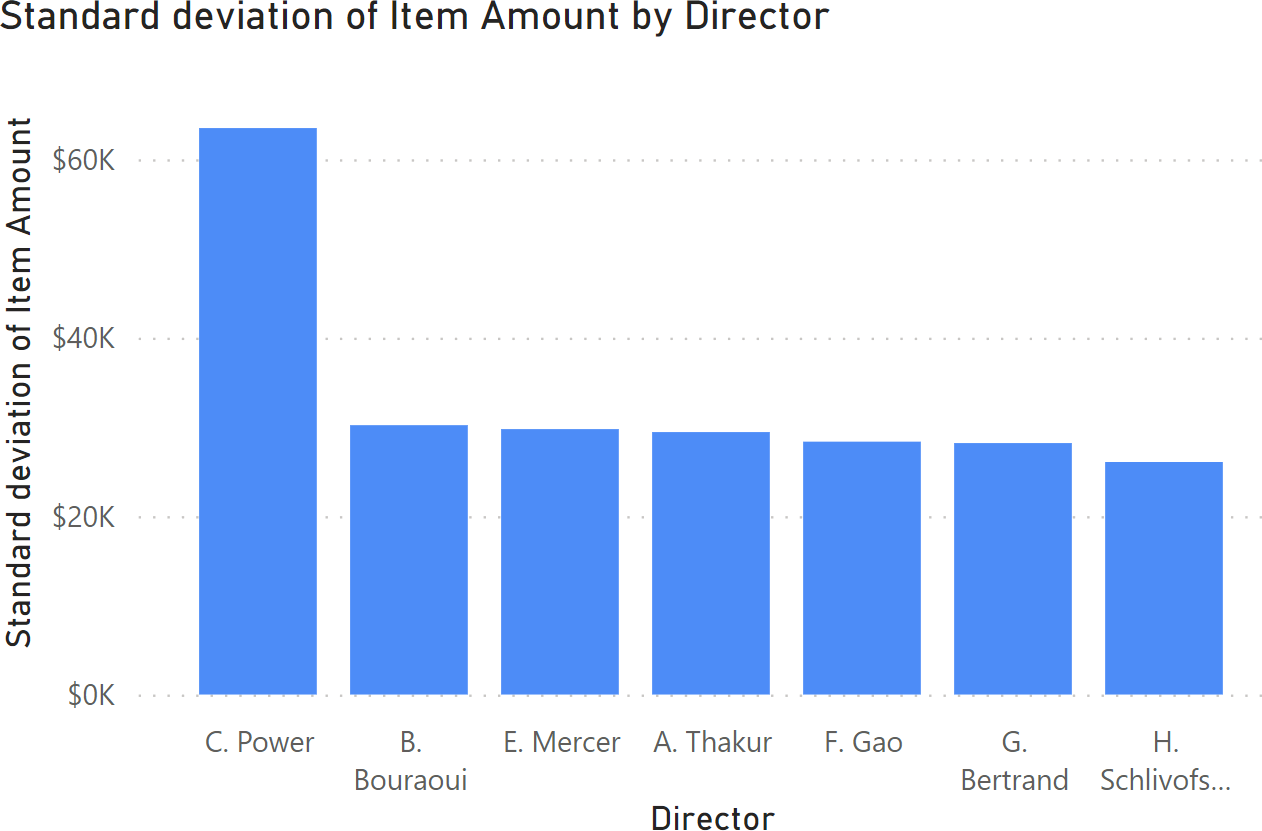 Standard deviation of Item Amount by Director
Standard deviation of Item Amount
$60K
$40K
$20K
$0K
C. Power
B.
Bouraoui
E. Mercer
A. Thakur
F. Gao
G.
Bertrand
H.
Schlivofs...
Director